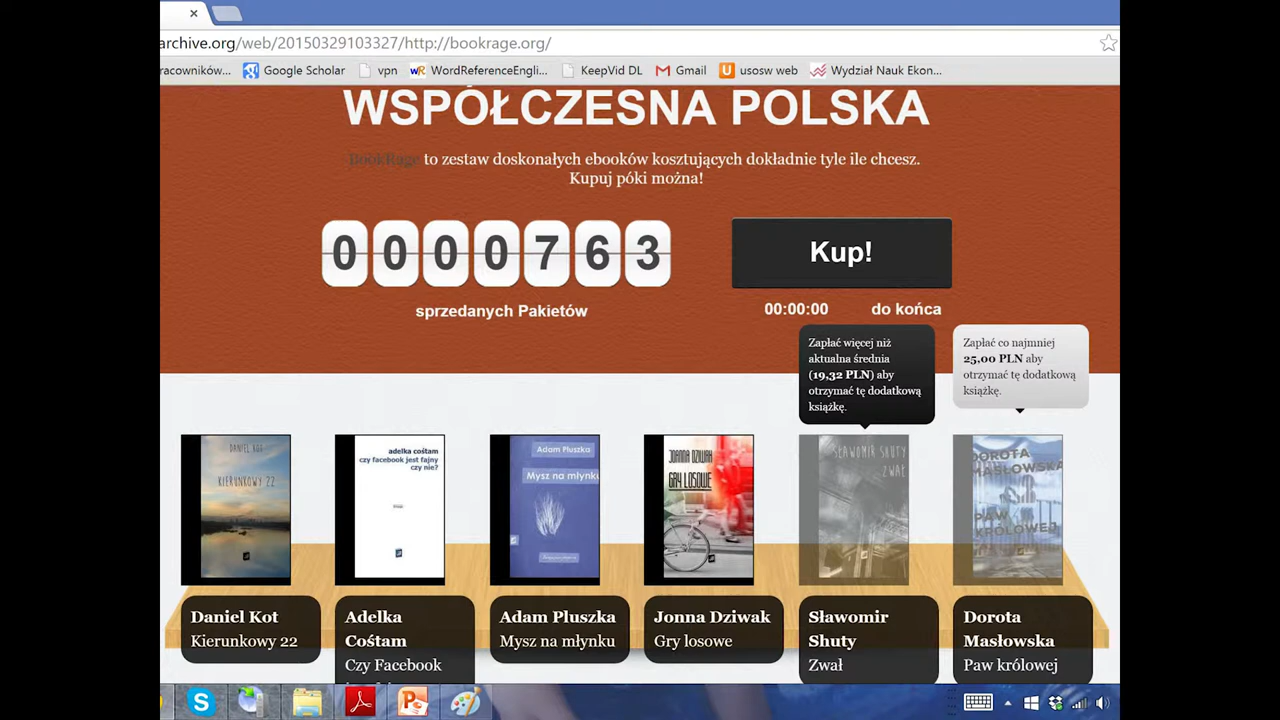 archive.org/web/20150329103327/http://bookrage.org/
racowników... Google Scholar vpn WordReferenceEngli... KeepVid DL Gmail usosw web Wydział Nauk Ekon...
WSPÓŁCZESNA POLSKA
BookRage to zestaw doskonałych ebooków kosztujących dokładnie tyle ile chcesz.
Kupuj póki można!
0000763
Kup!
sprzedanych Pakietów
00:00:00 do końca
Zapłać więcej niż
aktualna średnia
(19,32 PLN) aby
otrzymać tę dodatkową
książkę.
Zapłać co najmniej
25,00 PLN aby
otrzymać tę dodatkową
książkę.
DANIEL KOT
KIERUNKOWY 22
adelka cośtam
czy facebook jest fajny
czy nie?
Adam Pluszka
Mysz na młynku
JOANNA DZIWAK
GRY LOSOWE
SŁAWOMIR SHUTY
ZWAŁ
DOROTA
MASŁOWSKA
PAW
KRÓLOWEJ
Daniel Kot
Kierunkowy 22
Adelka
Cośtam
Czy Facebook
Adam Pluszka
Mysz na młynku
Jonna Dziwak
Gry losowe
Sławomir
Shuty
Zwał
Dorota
Masłowska
Paw królowej